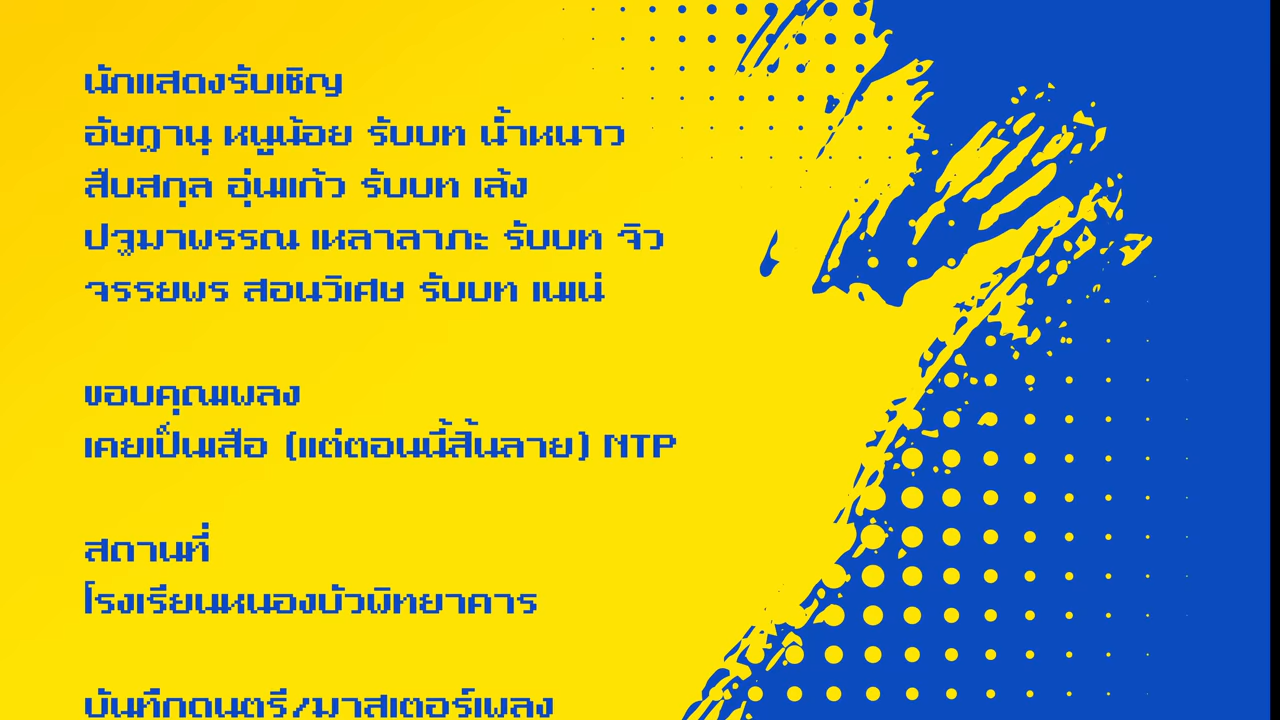 นักแสดงรับเชิญ
อัษฎานุ หนูน้อย รับบท น้ำหนาว
สืบสกุล อุ่นแก้ว รับบท เล้ง
ปฐมาพรรณ เหลาลาภะ รับบท จิว
จรรยพร สอนวิเศษ รับบท เนเน่
ขอบคุณเพลง
เคยเป็นเสือ (แต่ตอนนี้สิ้นลาย) NTP
สถานที่
โรงเรียนหนองบัวพิทยาคาร
บันทึกดนตรี/มาสเตอร์เพลง